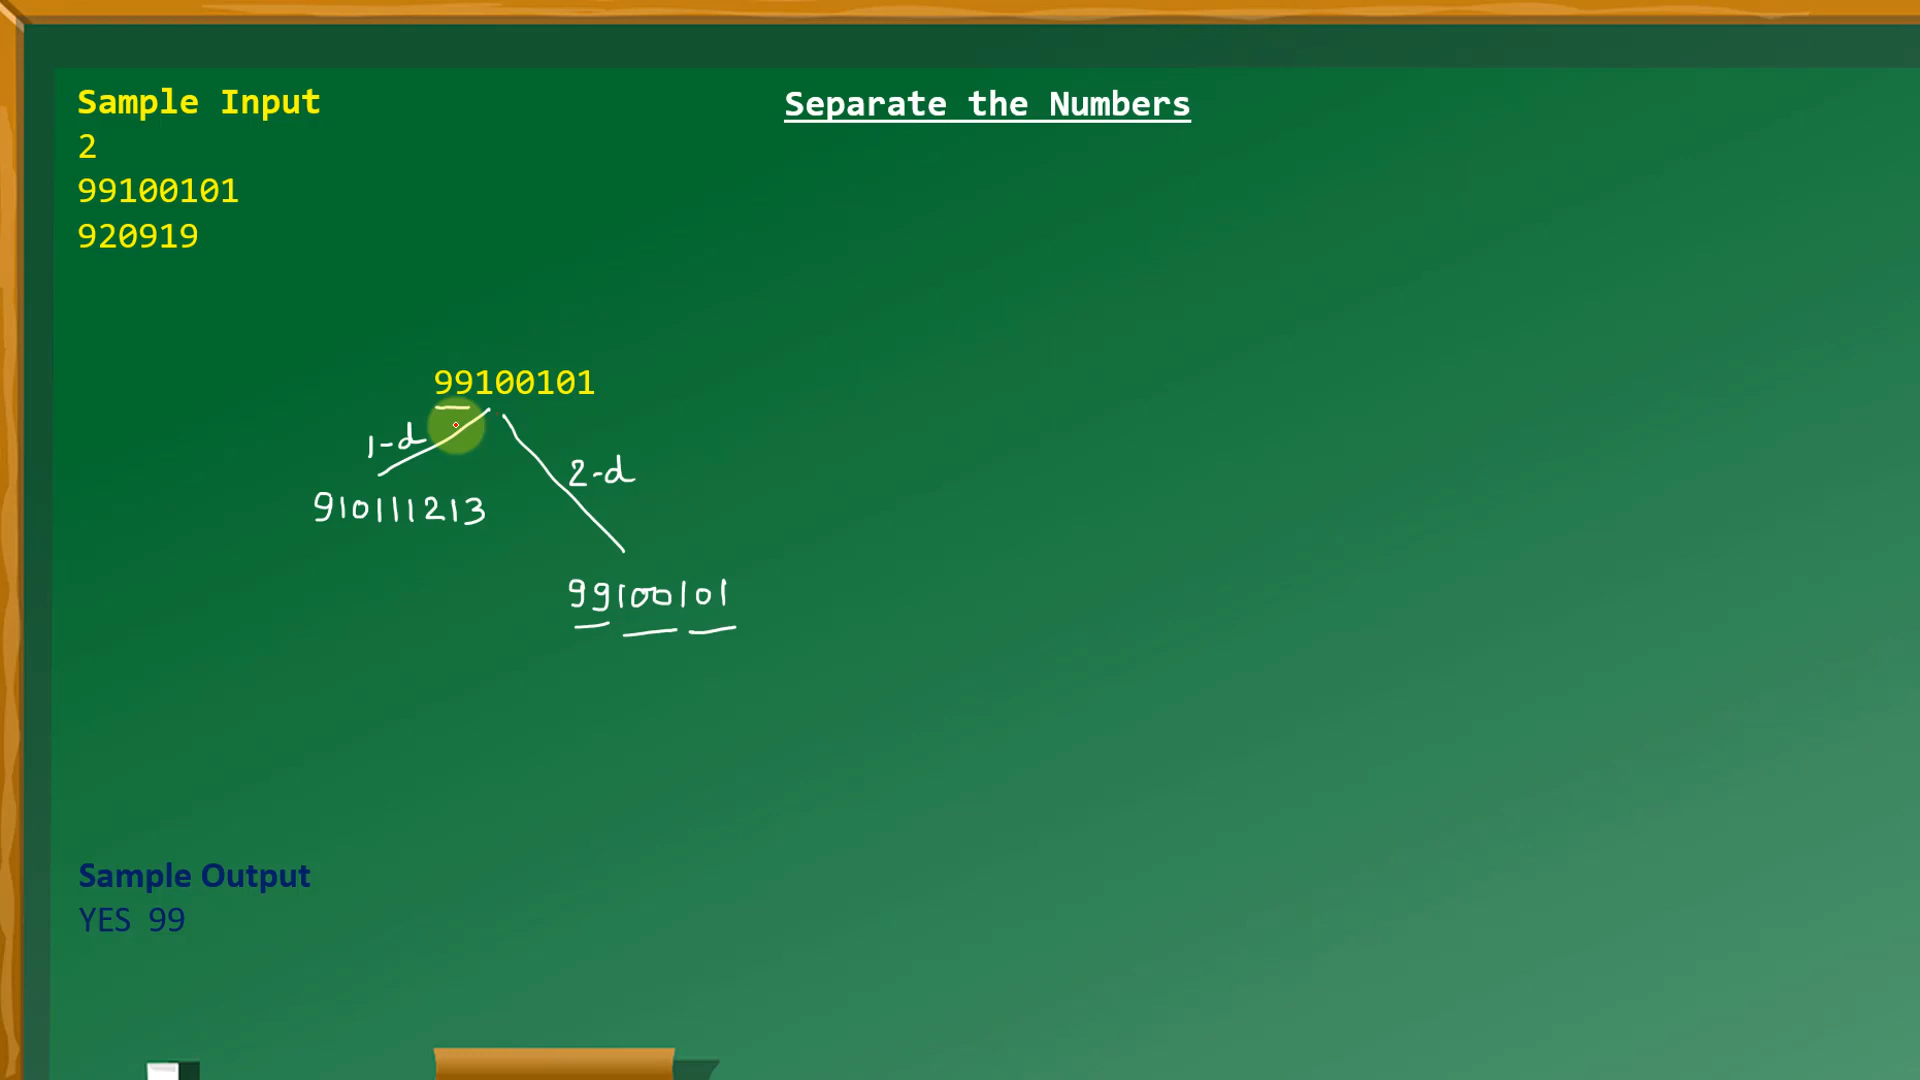 Separate the Numbers
Sample Input
2
99100101
920919
99100101
1-d
2-d
910111213
99100101
Sample Output
YES 99